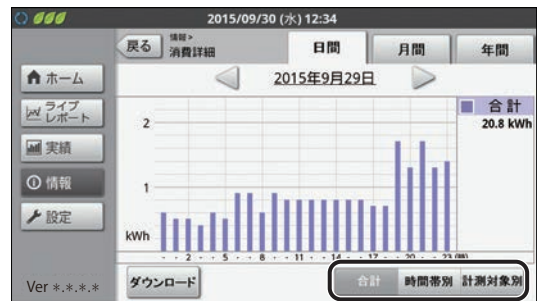 2015/09/30 (水) 12:34
戻る
情報>
消費詳細
日間
月間
年間
ホーム
ライブ
レポート
実績
情報
設定
Ver *.*.*.*
2015年9月29日
2
1
kWh
・・2・・5・・8・・11・・14・・17・・20・・23(時)
合計
20.8 kWh
ダウンロード
合計
時間帯別
計測対象別